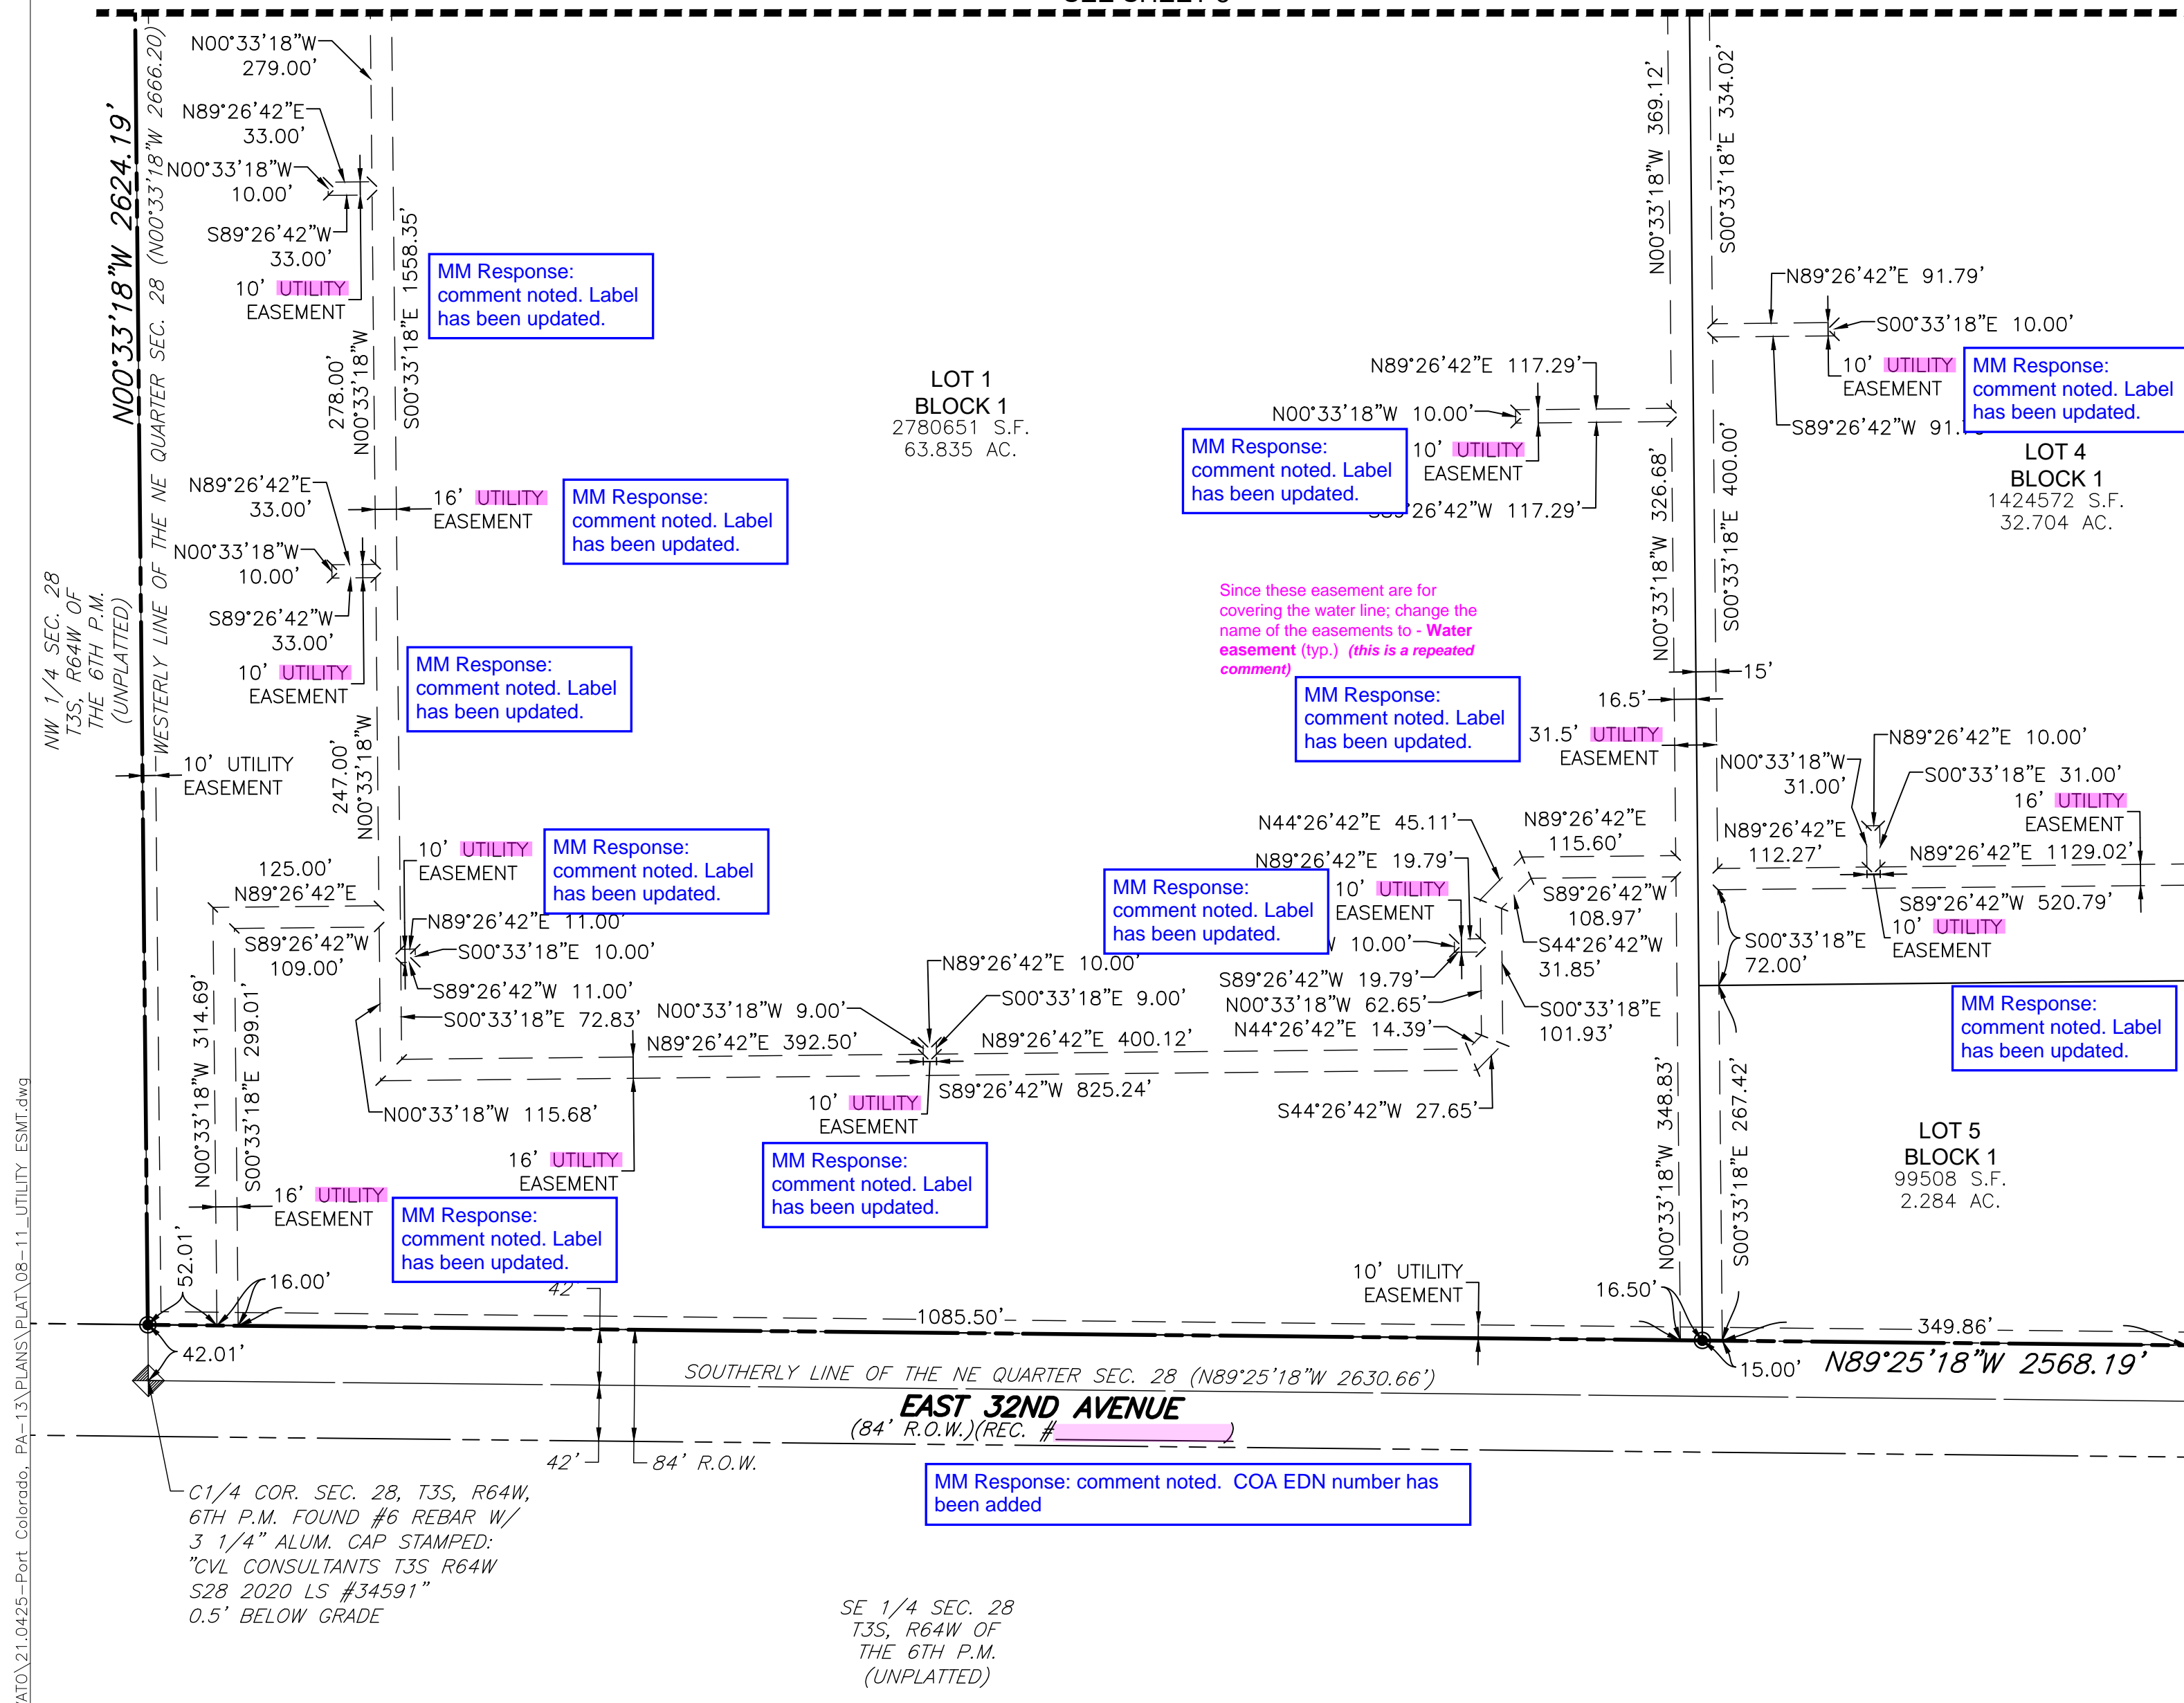 N00°33'18"W
279.00'
N89°26'42"E
33.00'
N00°33'18"W
10.00'
S89°26'42"W
33.00'
10' UTILITY
EASEMENT
N00°33'18"W 2624.19'
WESTERLY LINE OF THE NE QUARTER SEC. 28 (N00°33'18"W 2666.20)
S00°33'18"E 1558.35'
278.00'
N00°33'18"W
MM Response:
comment noted. Label
has been updated.
N89°26'42"E
33.00'
N00°33'18"W
10.00'
S89°26'42"W
33.00'
10' UTILITY
EASEMENT
16' UTILITY
EASEMENT
MM Response:
comment noted. Label
has been updated.
MM Response:
comment noted. Label
has been updated.
NW 1/4 SEC. 28
T3S, R64W OF
THE 6TH P.M.
(UNPLATTED)
10' UTILITY
EASEMENT
247.00'
N00°33'18"W
LOT 1
BLOCK 1
2780651 S.F.
63.835 AC.
N00°33'18"W 369.12'
S00°33'18"E 334.02'
N89°26'42"E 91.79'
S00°33'18"E 10.00'
10' UTILITY
EASEMENT
MM Response:
comment noted. Label
has been updated.
S89°26'42"W
LOT 4
BLOCK 1
1424572 S.F.
32.704 AC.
N89°26'42"E 117.29'
N00°33'18"W 10.00'
10' UTILITY
EASEMENT
MM Response:
comment noted. Label
has been updated.
26'42"W 117.29'
N00°33'18"W 326.68'
S00°33'18"E 400.00'
Since these easement are for
covering the water line; change the
name of the easements to - Water
easement (typ.) (this is a repeated
comment)
MM Response:
comment noted. Label
has been updated.
15'
16.5'
31.5' UTILITY
EASEMENT
N89°26'42"E 10.00'
N00°33'18"W
31.00'
S00°33'18"E 31.00'
16' UTILITY
EASEMENT
N89°26'42"E
112.27'
N89°26'42"E 1129.02'
S89°26'42"W 520.79'
10' UTILITY
EASEMENT
S00°33'18"E
72.00'
MM Response:
comment noted. Label
has been updated.
125.00'
N89°26'42"E
S89°26'42"W
109.00'
10' UTILITY
EASEMENT
MM Response:
comment noted. Label
has been updated.
N89°26'42"E 11.00'
S00°33'18"E 10.00'
S89°26'42"W 11.00'
S00°33'18"E 72.83'
N00°33'18"W 314.69'
S00°33'18"E 299.01'
N00°33'18"W 115.68'
N00°33'18"W 9.00'
N89°26'42"E 10.00'
S00°33'18"E 9.00'
N89°26'42"E 392.50'
N89°26'42"E 400.12'
S89°26'42"W 825.24'
10' UTILITY
EASEMENT
MM Response:
comment noted. Label
has been updated.
16' UTILITY
EASEMENT
16' UTILITY
EASEMENT
MM Response:
comment noted. Label
has been updated.
N44°26'42"E 45.11'
N89°26'42"E
115.60'
N89°26'42"E 19.79'
10' UTILITY
EASEMENT
MM Response:
comment noted. Label
has been updated.
10.00'
S89°26'42"W
108.97'
S44°26'42"W
31.85'
S89°26'42"W 19.79'
N00°33'18"W 62.65'
N44°26'42"E 14.39'
S00°33'18"E
101.93'
S44°26'42"W 27.65'
N00°33'18"W 348.83'
S00°33'18"E 267.42'
LOT 5
BLOCK 1
99508 S.F.
2.284 AC.
52.01'
16.00'
42.01'
42'
1085.50'
10' UTILITY
EASEMENT
16.50'
15.00'
349.86'
N89°25'18"W 2568.19'
SOUTHERLY LINE OF THE NE QUARTER SEC. 28 (N89°25'18"W 2630.66')
EAST 32ND AVENUE
(84' R.O.W.)(REC. #____________)
42'
84' R.O.W.
MM Response: comment noted. COA EDN number has
been added
C1/4 COR. SEC. 28, T3S, R64W,
6TH P.M. FOUND #6 REBAR W/
3 1/4" ALUM. CAP STAMPED:
"CVL CONSULTANTS T3S R64W
S28 2020 LS #34591"
0.5' BELOW GRADE
SE 1/4 SEC. 28
T3S, R64W OF
THE 6TH P.M.
(UNPLATTED)
ATO\21.0425-Port Colorado, PA-13\PLANS\PLAT\08-11_UTILITY ESMT.dwg